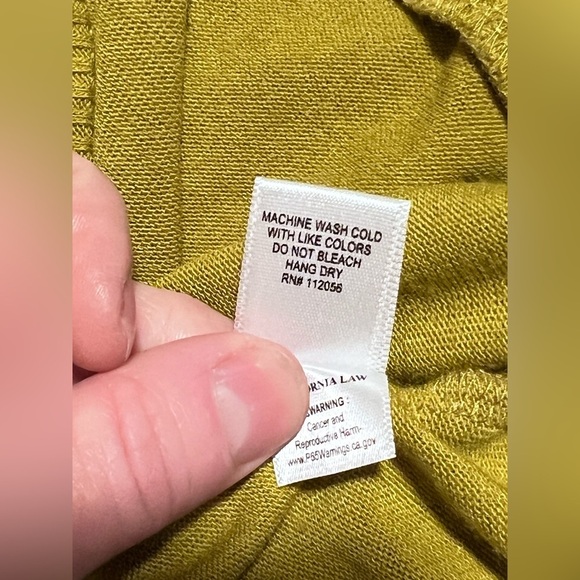 MACHINE WASH COLD
WITH LIKE COLORS
DO NOT BLEACH
HANG DRY
RN# 112056
LAW
WARNING :
Cancer and
Reproductive Harm-
www.P65Warnings.ca.gov